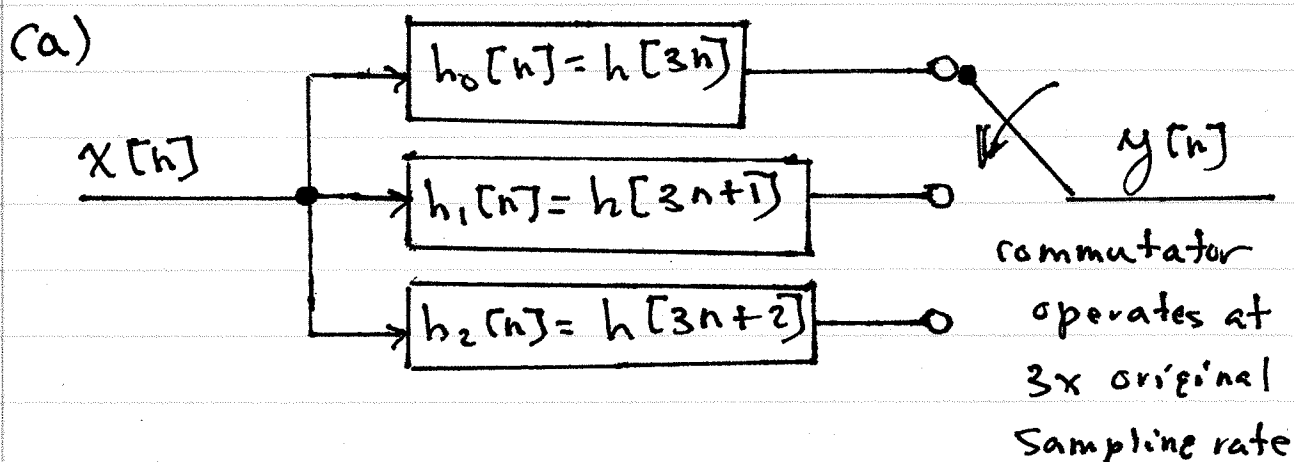 (a)
h₀[n] = h[3n]
x[n]
h₁[n] = h[3n+1]
y[n]
h₂[n] = h[3n+2]
commutator
operates at
3x original
Sampling rate